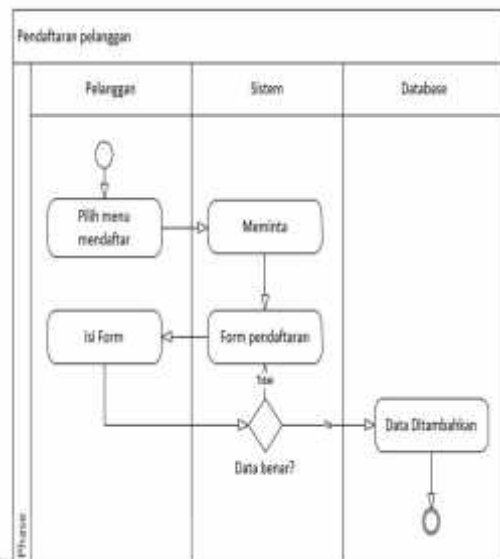 Pendaftaran pelanggan
Pelanggan
Sistem
Database
Pilih menu
mendaftar
Meminta
Isi Form
Form pendaftaran
Data benar?
Data Ditambahkan
Phase